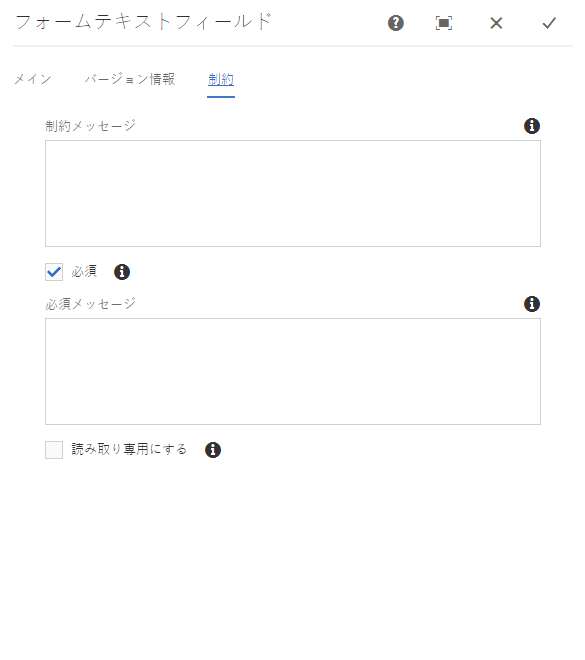 フォームテキストフィールド
メイン バージョン情報 制約
制約メッセージ
必須
必須メッセージ
読み取り専用にする